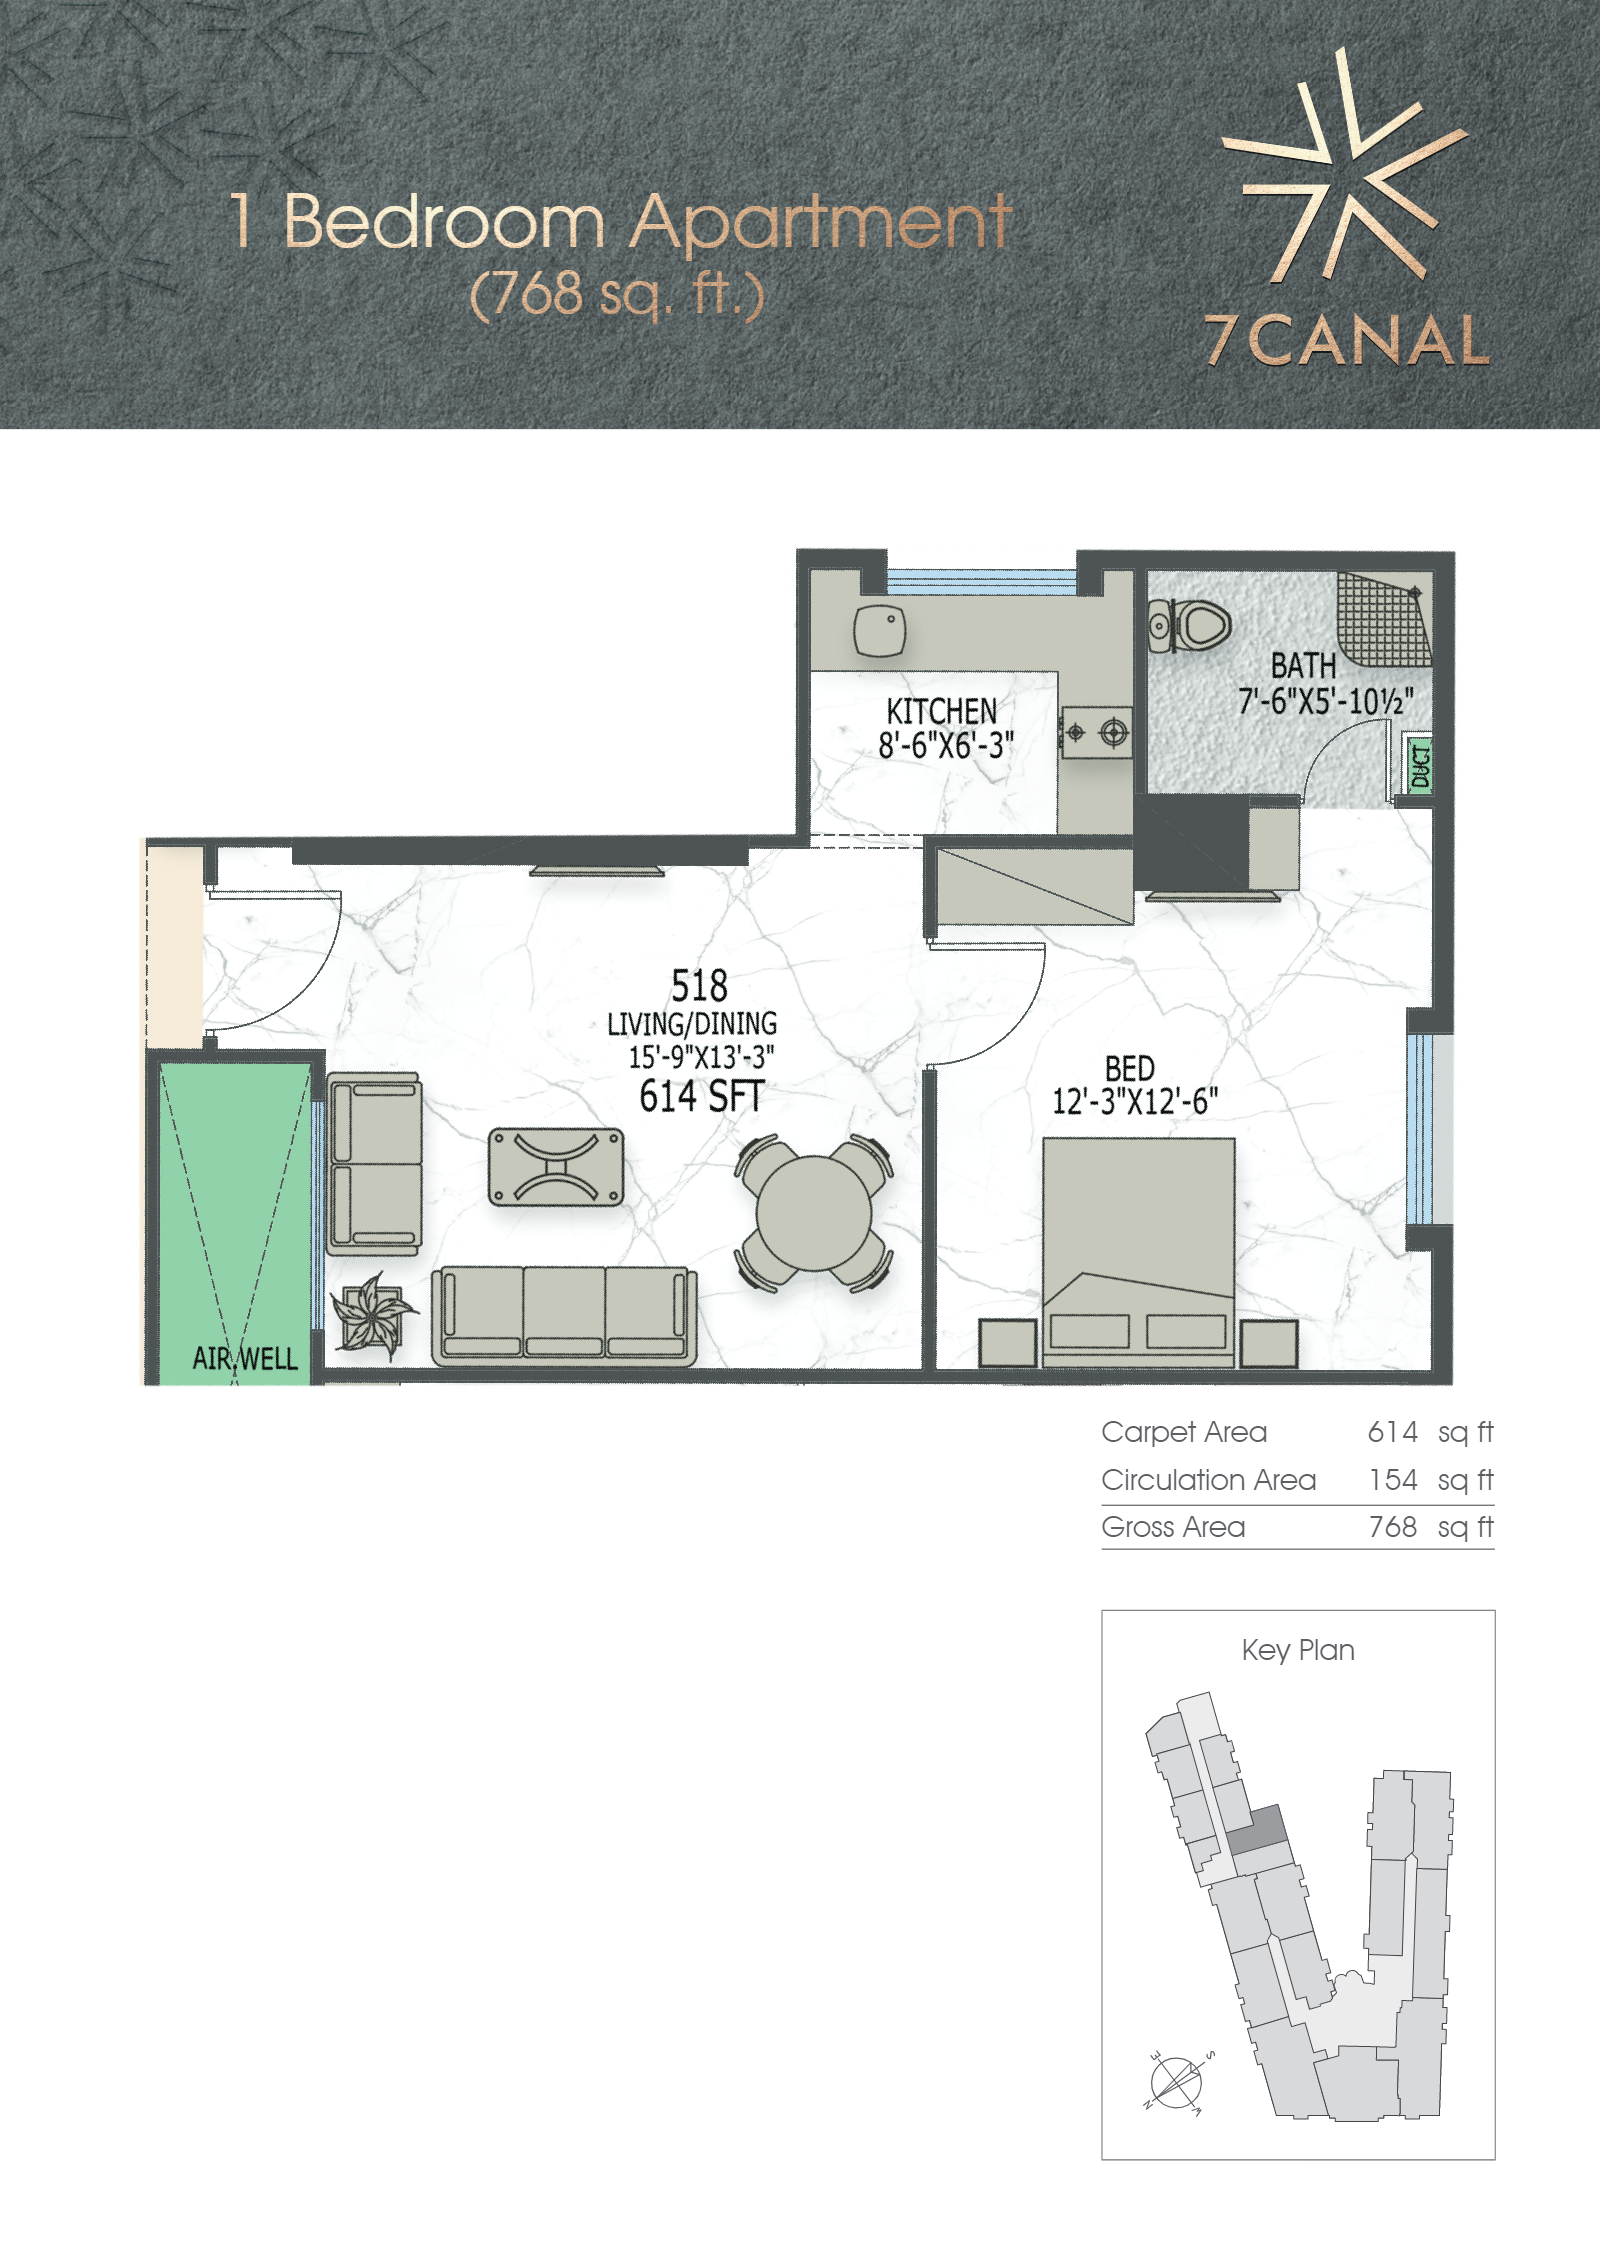 1 Bedroom Apartment
(768 sq. ft.)
7CANAL
KITCHEN
8'-6"X6'-3"
BATH
7'-6"X5'-10½"
DUCT
518
LIVING/DINING
15'-9"X13'-3"
614 SFT
BED
12'-3"X12'-6"
AIR WELL
Carpet Area 614 sq ft
Circulation Area 154 sq ft
Gross Area 768 sq ft
Key Plan
E S
N W